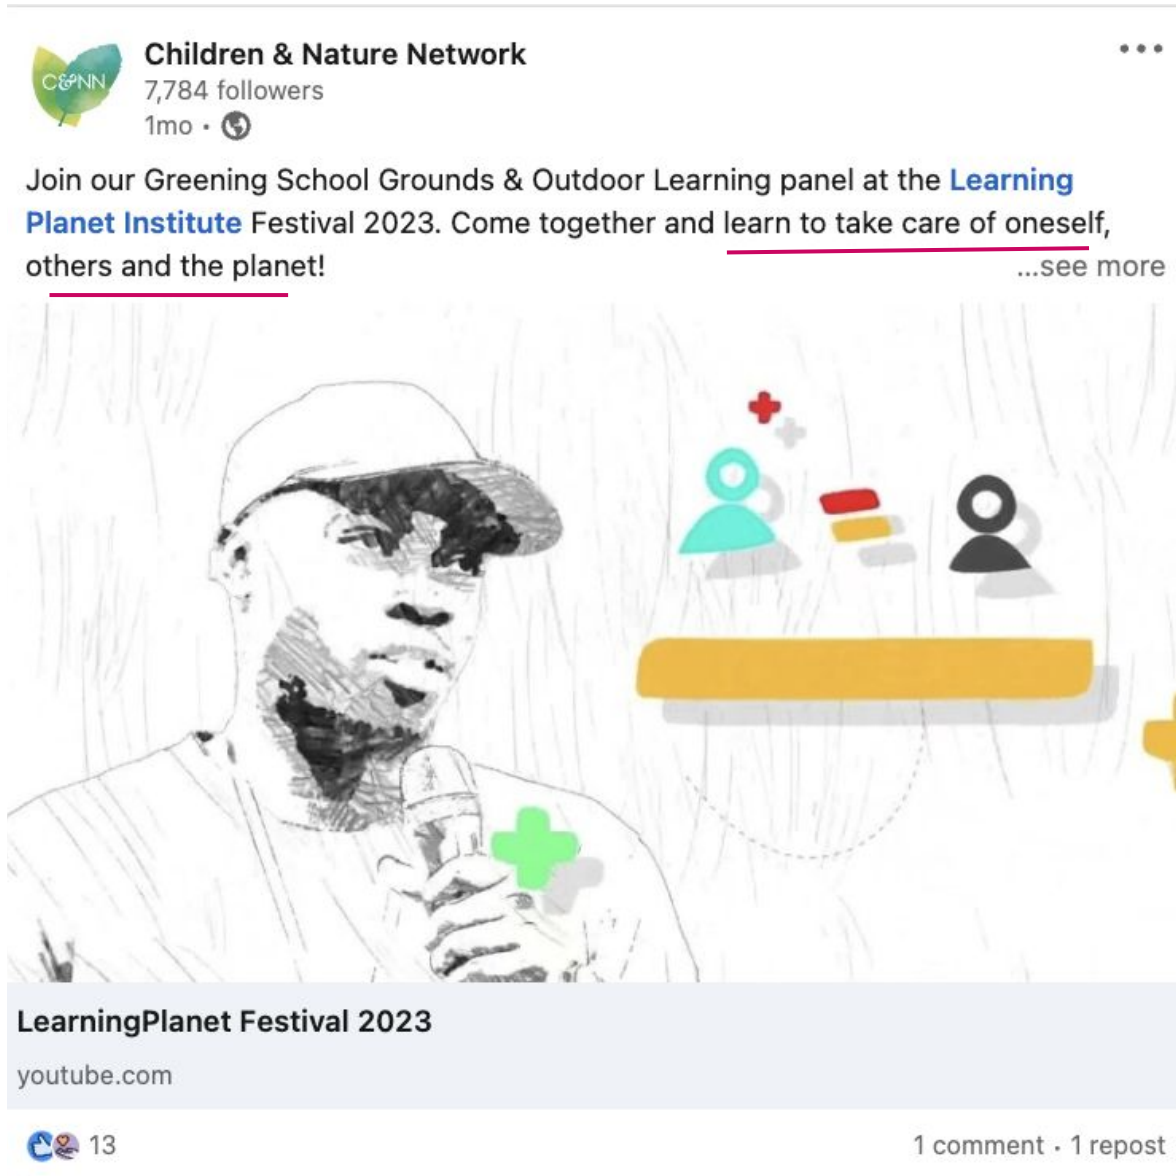 C&NN
Children & Nature Network
7,784 followers
1mo •
Join our Greening School Grounds & Outdoor Learning panel at the Learning
Planet Institute Festival 2023. Come together and learn to take care of oneself,
others and the planet!
...see more
LearningPlanet Festival 2023
youtube.com
13
1 comment · 1 repost